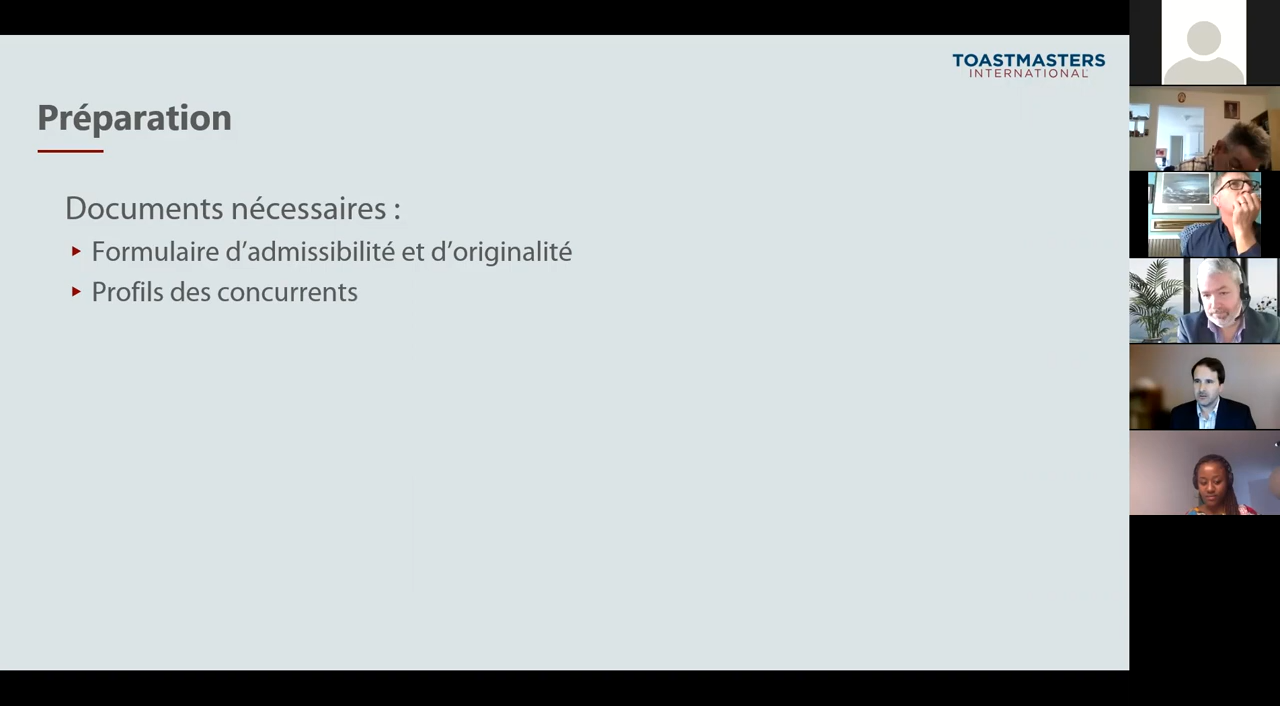 TOASTMASTERS
INTERNATIONAL
Préparation
Documents nécessaires :
Formulaire d’admissibilité et d’originalité
Profils des concurrents